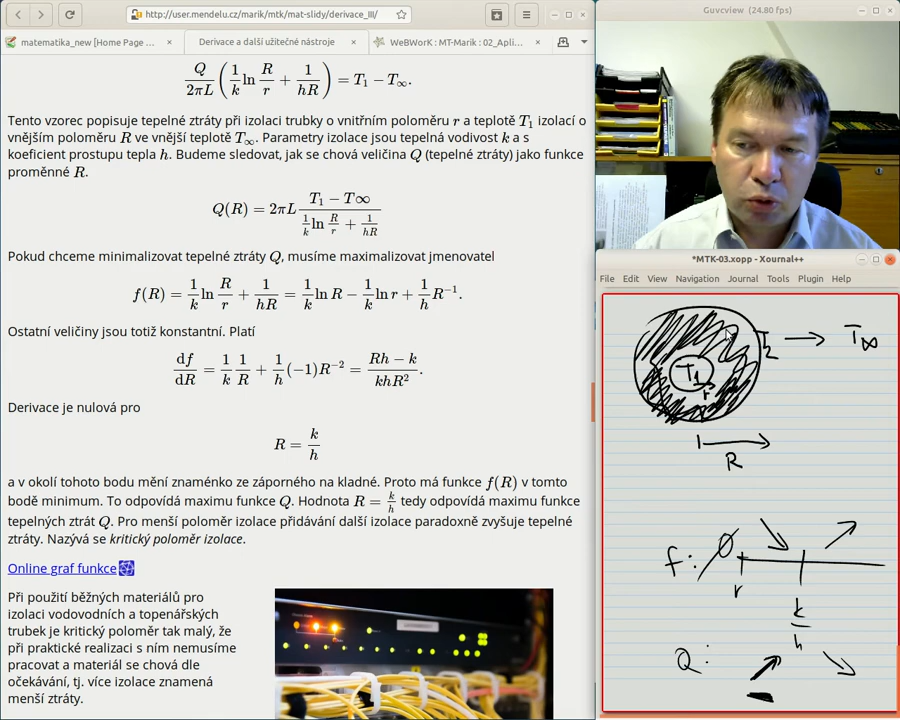 http://user.mendelu.cz/marik/mtk/mat-slidy/derivace_III/
matematika_new [Home Page ...
Derivace a další užitečné nástroje
WeBWorK : MT-Marik : 02_Apli...
Q/(2πL) (1/k ln R/r + 1/(hR)) = T₁ − T∞.
Tento vzorec popisuje tepelné ztráty při izolaci trubky o vnitřním poloměru r a teplotě T₁ izolací o
vnějším poloměru R ve vnější teplotě T∞. Parametry izolace jsou tepelná vodivost k a s
koeficient prostupu tepla h. Budeme sledovat, jak se chová veličina Q (tepelné ztráty) jako funkce
proměnné R.
Q(R) = 2πL (T₁ − T∞)/(1/k ln R/r + 1/(hR))
Pokud chceme minimalizovat tepelné ztráty Q, musíme maximalizovat jmenovatel
f(R) = 1/k ln R/r + 1/(hR) = 1/k ln R − 1/k ln r + 1/h R⁻¹.
Ostatní veličiny jsou totiž konstantní. Platí
df/dR = 1/k 1/R + 1/h (−1)R⁻² = (Rh − k)/(khR²).
Derivace je nulová pro
R = k/h
a v okolí tohoto bodu mění znaménko ze záporného na kladné. Proto má funkce f(R) v tomto
bodě minimum. To odpovídá maximu funkce Q. Hodnota R = k/h tedy odpovídá maximu funkce
tepelných ztrát Q. Pro menší poloměr izolace přidávání další izolace paradoxně zvyšuje tepelné
ztráty. Nazývá se kritický poloměr izolace.
Online graf funkce
Při použití běžných materiálů pro
izolaci vodovodních a topenářských
trubek je kritický poloměr tak malý, že
při praktické realizaci s ním nemusíme
pracovat a materiál se chová dle
očekávání, tj. více izolace znamená
menší ztráty.
Guvcview (24.80 fps)
*MTK-03.xopp - Xournal++
File Edit View Navigation Journal Tools Plugin Help
T₁
r
T₂ → T∞
R
f: 0
r
k/h
Q: